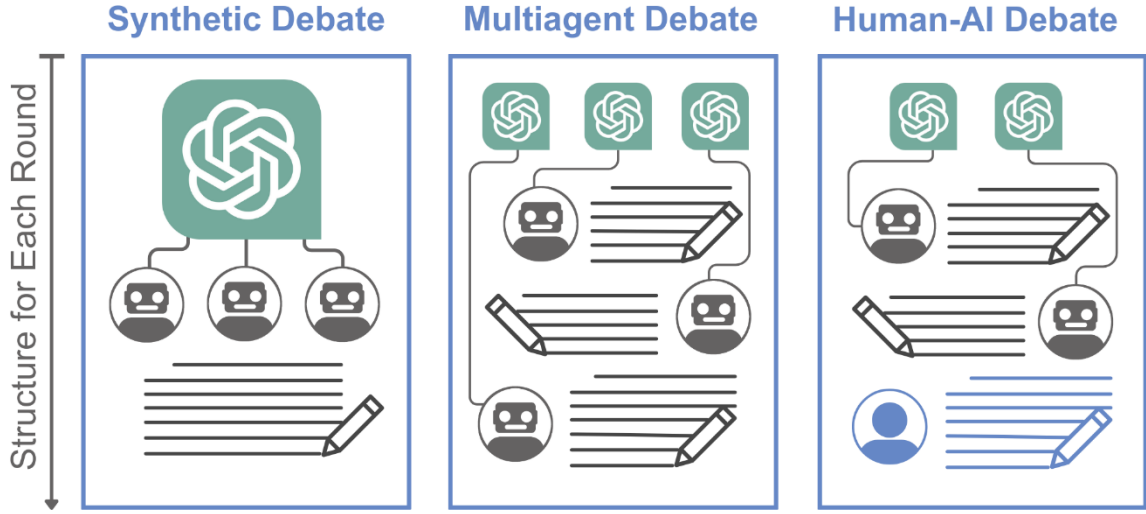 Synthetic Debate
Multiagent Debate
Human-AI Debate
Structure for Each Round